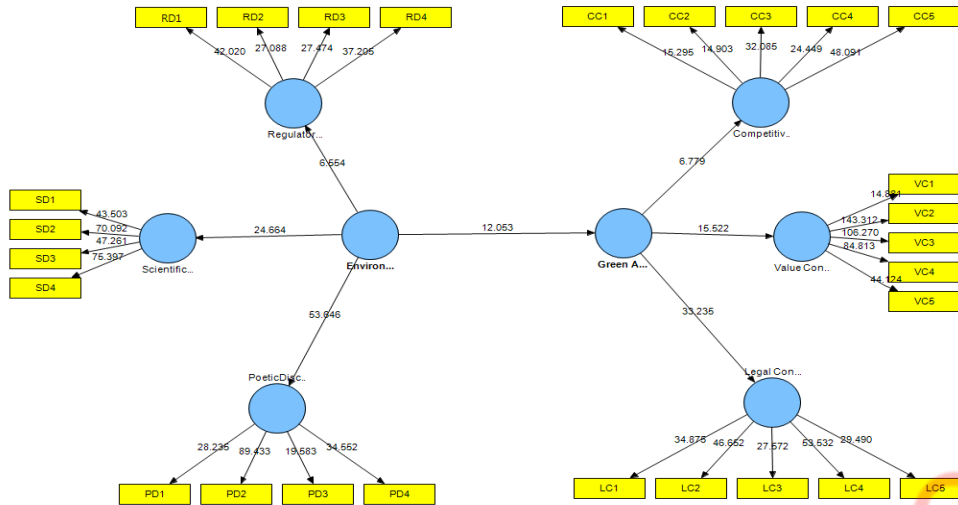 RD1
RD2
RD3
RD4
42.020
27.088
27.474
37.205
Regulator...
CC1
CC2
CC3
CC4
CC5
15.295
14.903
32.085
24.449
48.091
Competitiv..
6.554
6.779
SD1
SD2
SD3
SD4
43.503
70.092
47.261
75.397
Scientific...
24.664
Environ...
12.053
Green A...
15.522
Value Con..
VC1
VC2
VC3
VC4
VC5
14.881
143.312
106.270
84.813
44.124
53.646
33.235
PoeticDisc..
28.235
89.433
19.583
34.552
PD1
PD2
PD3
PD4
Legal Con...
34.875
46.652
27.572
53.532
29.490
LC1
LC2
LC3
LC4
LC5